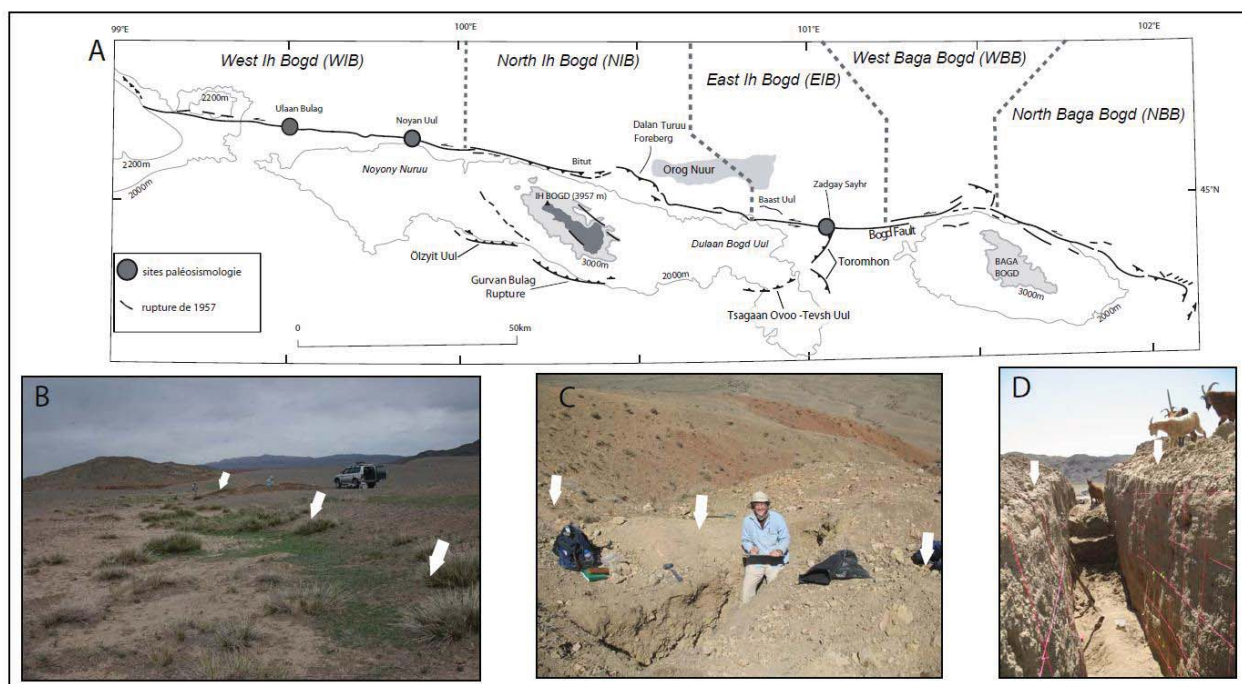 99°E
100°E
101°E
102°E
A
West Ih Bogd (WIB)
North Ih Bogd (NIB)
West Baga Bogd (WBB)
East Ih Bogd (EIB)
North Baga Bogd (NBB)
2200m
Ulaan Bulag
Noyan Uul
Dalan Turuu
Foreberg
Bitut
Orog Nuur
2200m
2000m
Noyony Nuruu
45°N
IH BOGD (3957 m)
Baast Uul
Zadgay Sayhr
Bogd Fault
Dulaan Bogd Uul
Ölzyit Uul
3000m
Toromhon
BAGA
BOGD
Gurvan Bulag
Rupture
2000m
3000m
2000m
Tsagaan Ovoo -Tevsh Uul
sites paléosismologie
rupture de 1957
0
50km
B
C
D